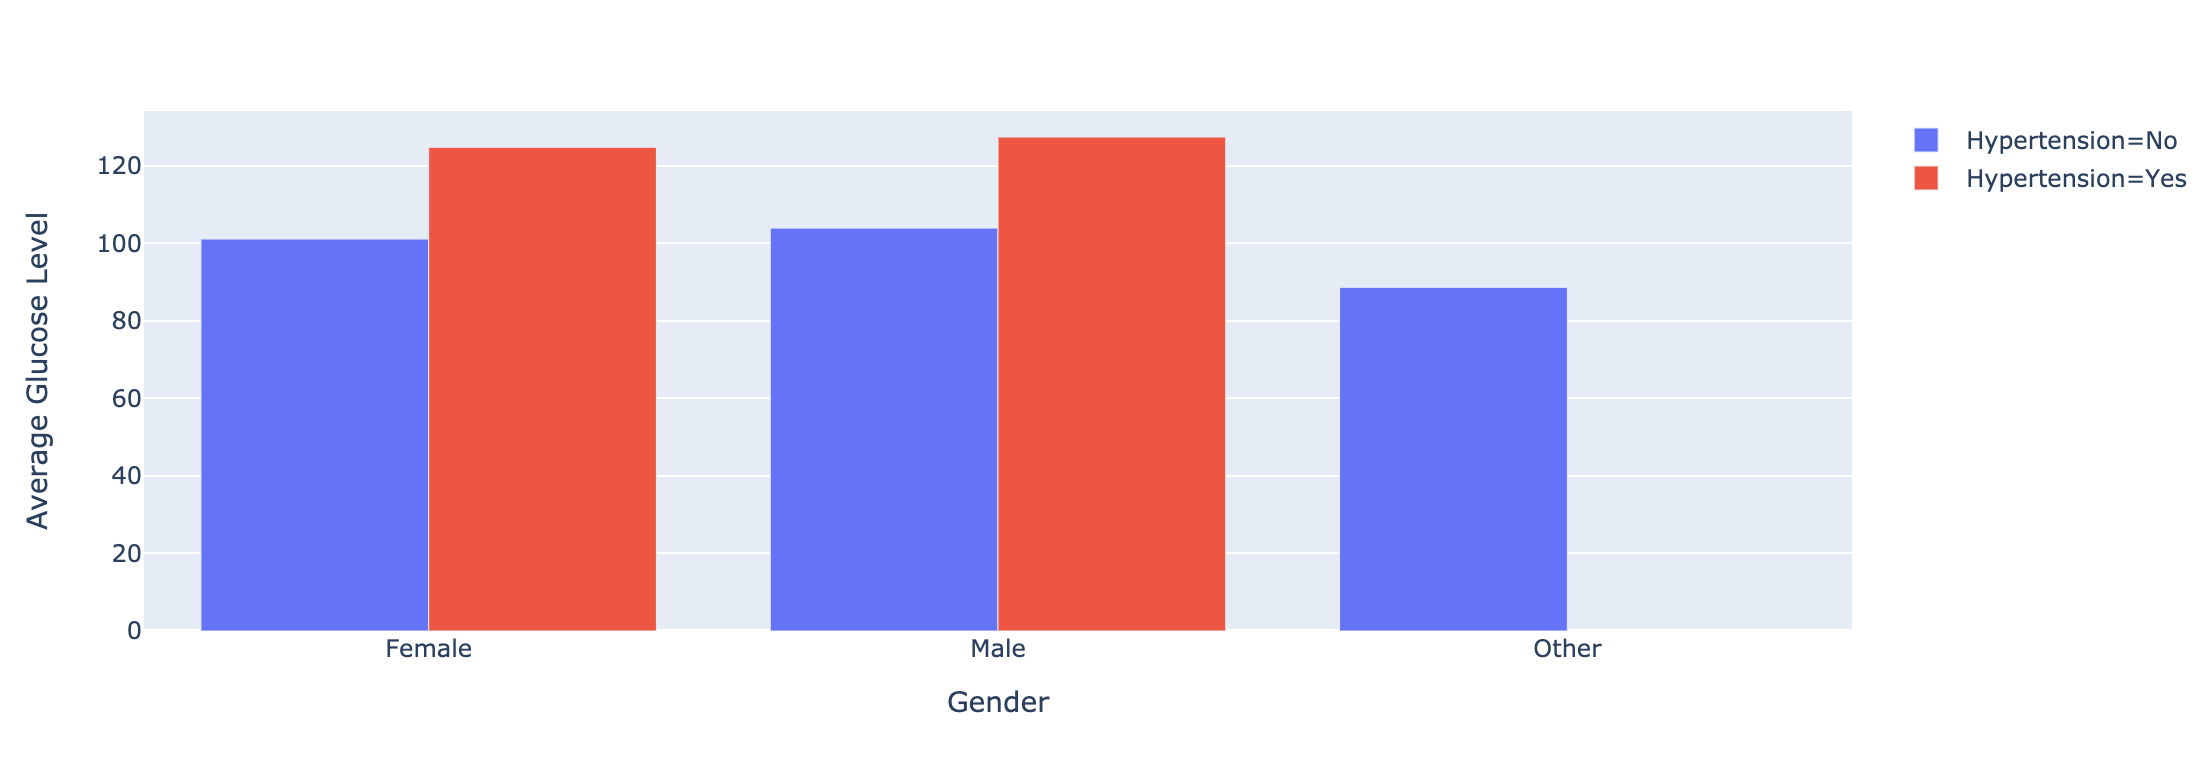 Average Glucose Level
120
100
80
60
40
20
0
Female
Male
Other
Gender
Hypertension=No
Hypertension=Yes